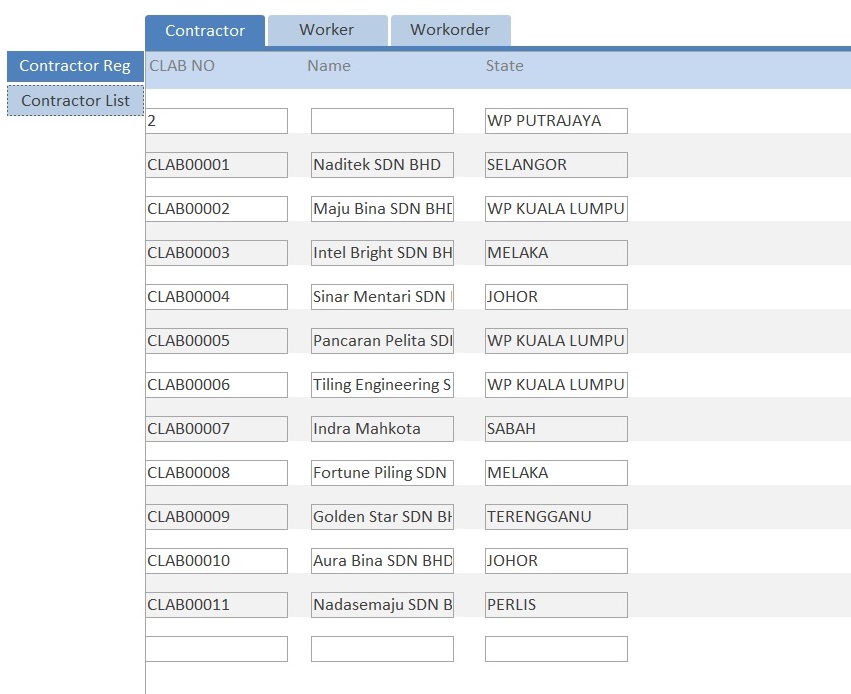 Contractor Worker Workorder
Contractor Reg CLAB NO Name State
Contractor List
2 WP PUTRAJAYA
CLAB00001 Naditek SDN BHD SELANGOR
CLAB00002 Maju Bina SDN BHD WP KUALA LUMPU
CLAB00003 Intel Bright SDN BH MELAKA
CLAB00004 Sinar Mentari SDN JOHOR
CLAB00005 Pancaran Pelita SDI WP KUALA LUMPU
CLAB00006 Tiling Engineering S WP KUALA LUMPU
CLAB00007 Indra Mahkota SABAH
CLAB00008 Fortune Piling SDN MELAKA
CLAB00009 Golden Star SDN BH TERENGGANU
CLAB00010 Aura Bina SDN BHD JOHOR
CLAB00011 Nadasemaju SDN B PERLIS